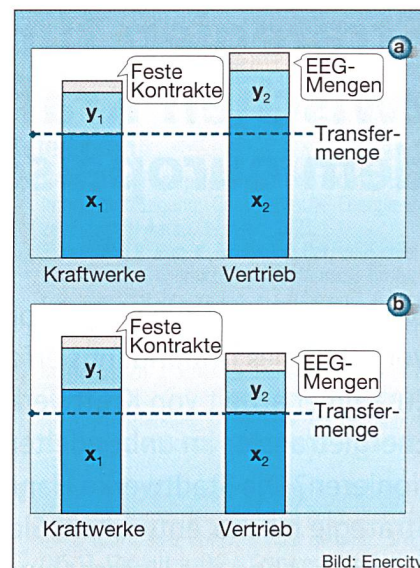 a
Feste
Kontrakte
EEG-
Mengen
y1
y2
Transfer-
menge
x1
x2
Kraftwerke
Vertrieb
b
Feste
Kontrakte
EEG-
Mengen
y1
y2
Transfer-
menge
x1
x2
Kraftwerke
Vertrieb
Bild: Enercity